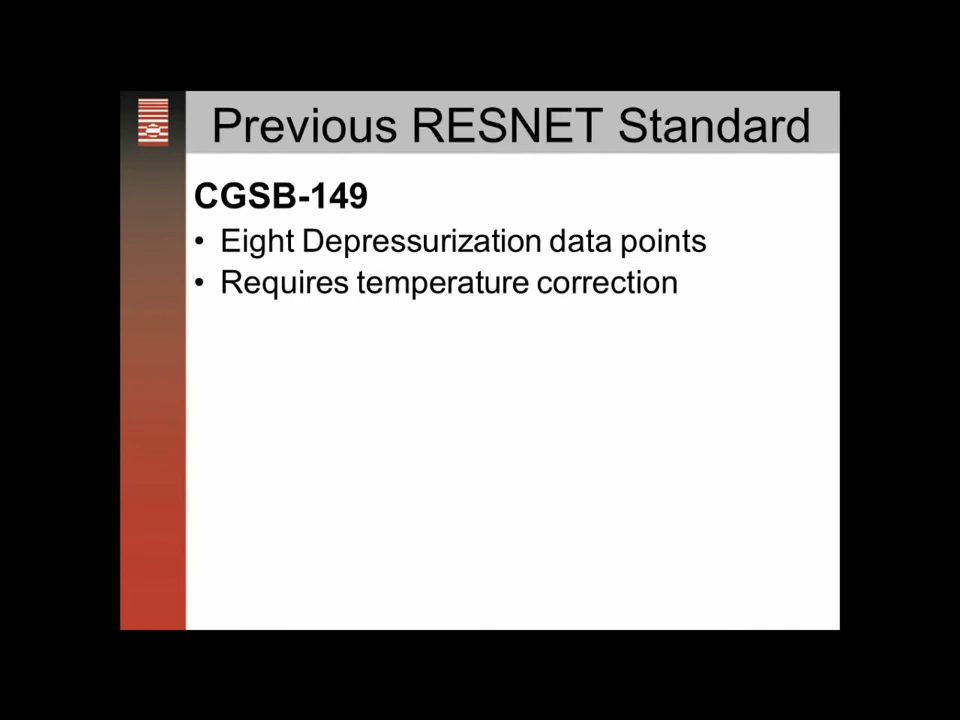 Previous RESNET Standard
CGSB-149
• Eight Depressurization data points
• Requires temperature correction